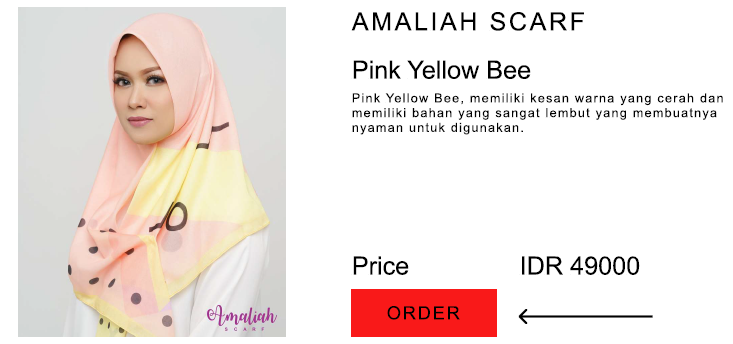 AMALIAH SCARF
Pink Yellow Bee
Pink Yellow Bee, memiliki kesan warna yang cerah dan
memiliki bahan yang sangat lembut yang membuatnya
nyaman untuk digunakan.
Price IDR 49000
ORDER
Amaliah
SCARF